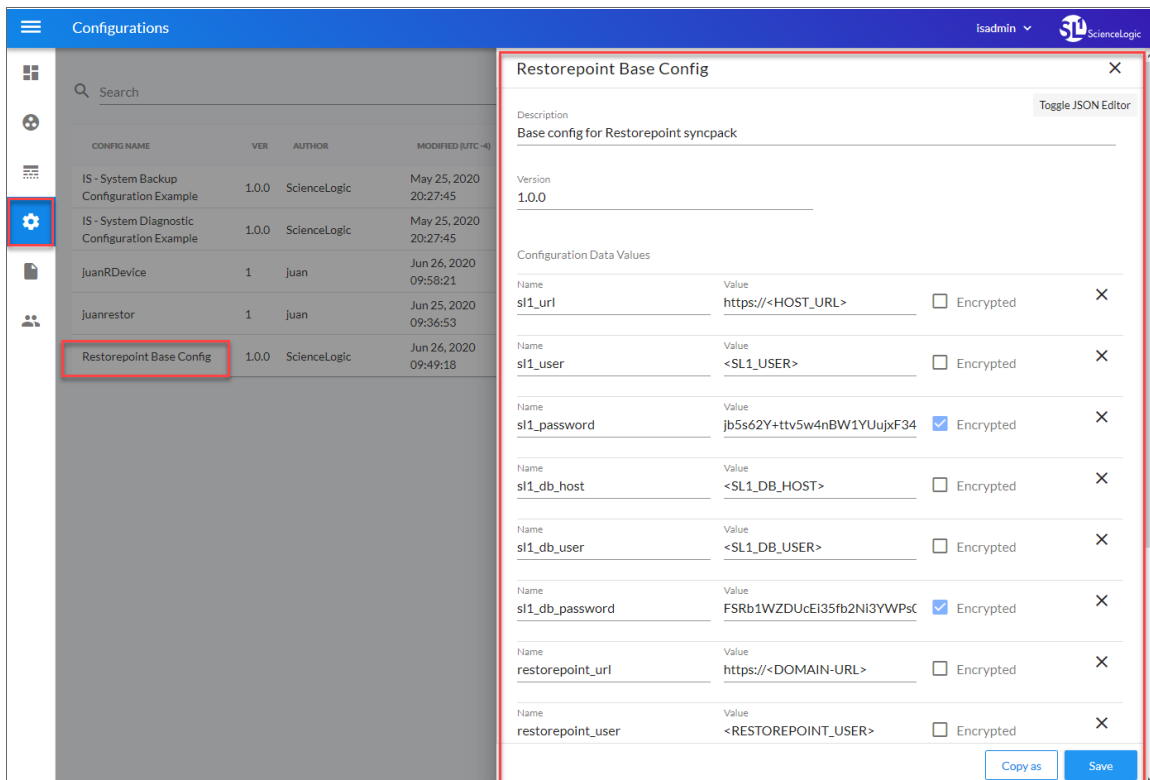 Configurations
isadmin
SL1 ScienceLogic
Search
CONFIG NAME VER AUTHOR MODIFIED (UTC -4)
IS - System Backup
Configuration Example 1.0.0 ScienceLogic May 25, 2020
20:27:45
IS - System Diagnostic
Configuration Example 1.0.0 ScienceLogic May 25, 2020
20:27:45
juanRDevice 1 juan Jun 26, 2020
09:58:21
juanrestor 1 juan Jun 25, 2020
09:36:53
Restorepoint Base Config 1.0.0 ScienceLogic Jun 26, 2020
09:49:18
Restorepoint Base Config
Toggle JSON Editor
Description
Base config for Restorepoint syncpack
Version
1.0.0
Configuration Data Values
Name Value
sl1_url https://<HOST_URL> Encrypted
Name Value
sl1_user <SL1_USER> Encrypted
Name Value
sl1_password jb5s62Y+ttv5w4nBW1YUujxF34 Encrypted
Name Value
sl1_db_host <SL1_DB_HOST> Encrypted
Name Value
sl1_db_user <SL1_DB_USER> Encrypted
Name Value
sl1_db_password FSRb1WZDUcEi35fb2Ni3YWPs( Encrypted
Name Value
restorepoint_url https://<DOMAIN-URL> Encrypted
Name Value
restorepoint_user <RESTOREPOINT_USER> Encrypted
Copy as Save